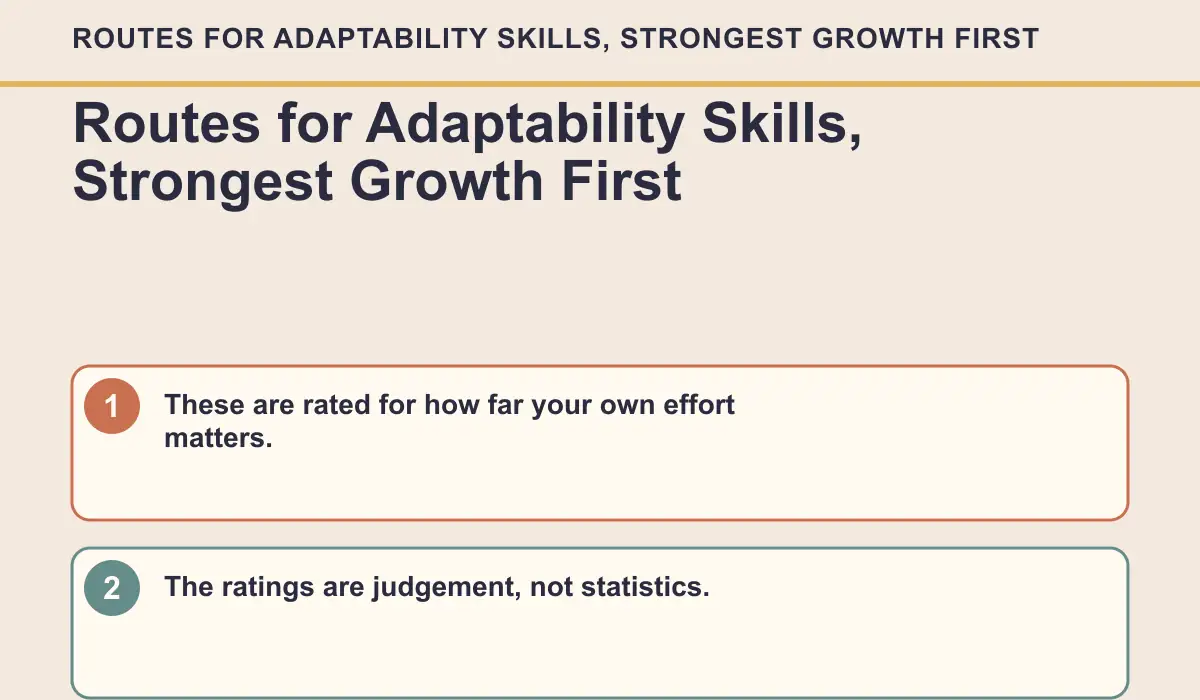 ROUTES FOR ADAPTABILITY SKILLS, STRONGEST GROWTH FIRST
Routes for Adaptability Skills,
Strongest Growth First
1
These are rated for how far your own effort
matters.
2
The ratings are judgement, not statistics.